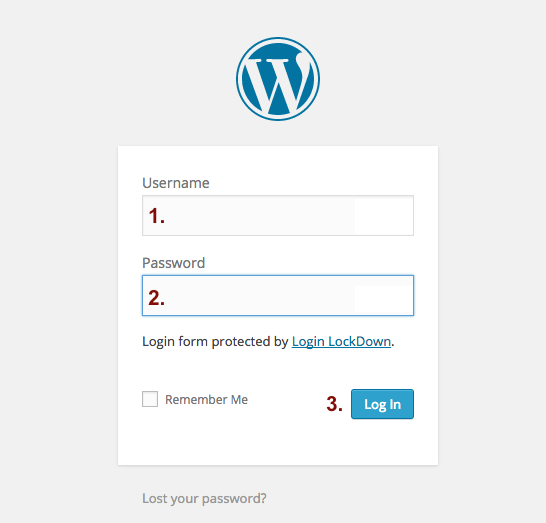 W
Username
1.
Password
2.
Login form protected by Login LockDown.
Remember Me
3. Log In
Lost your password?